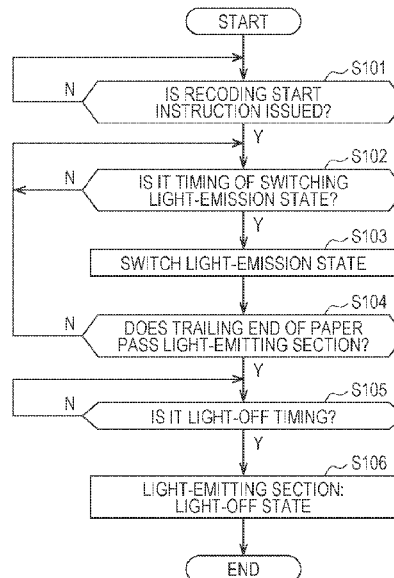 START
S101
N
IS RECODING START
INSTRUCTION ISSUED?
Y
S102
N
IS IT TIMING OF SWITCHING
LIGHT-EMISSION STATE?
Y
S103
SWITCH LIGHT-EMISSION STATE
S104
N
DOES TRAILING END OF PAPER
PASS LIGHT-EMITTING SECTION?
Y
S105
N
IS IT LIGHT-OFF TIMING?
Y
S106
LIGHT-EMITTING SECTION:
LIGHT-OFF STATE
END